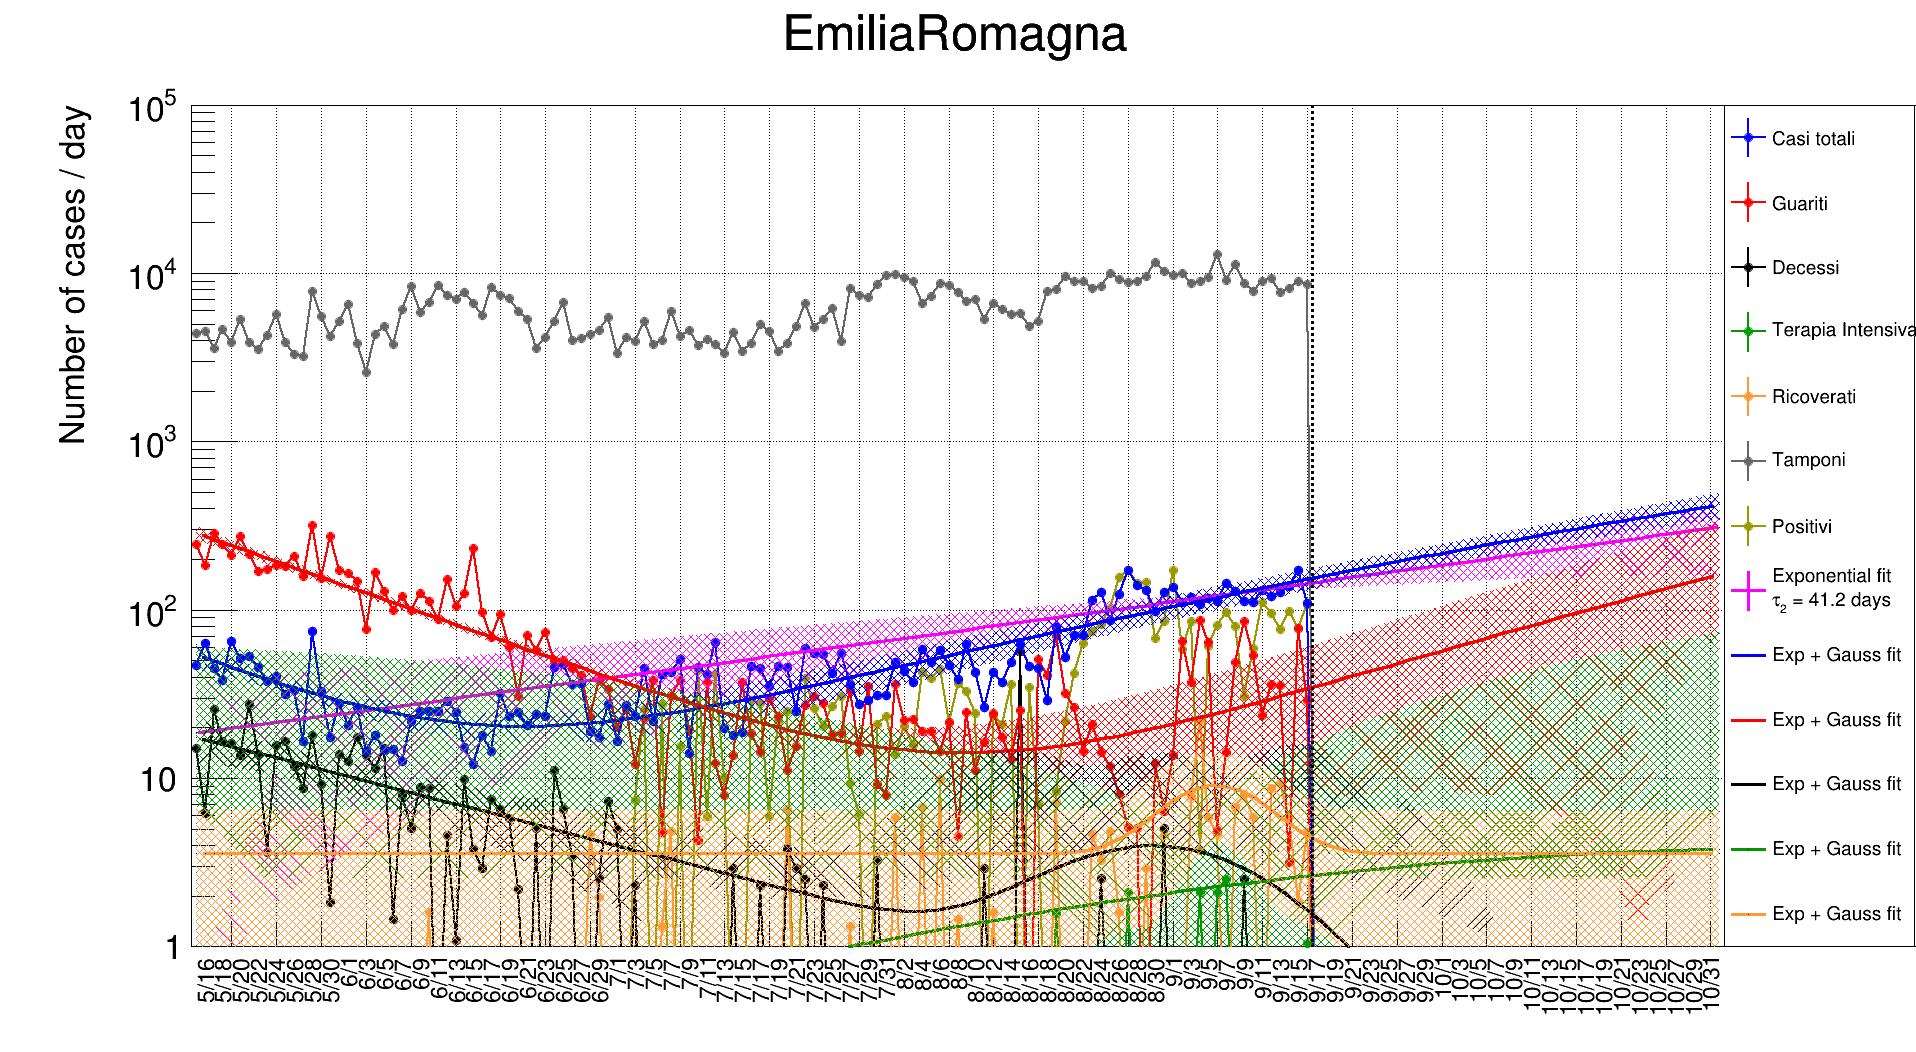 EmiliaRomagna
Number of cases / day
10^5
10^4
10^3
10^2
10
1
5/16 5/18 5/20 5/22 5/24 5/26 5/28 5/30 6/1 6/3 6/5 6/7 6/9 6/11 6/13 6/15 6/17 6/19 6/21 6/23 6/25 6/27 6/29 7/1 7/3 7/5 7/7 7/9 7/11 7/13 7/15 7/17 7/19 7/21 7/23 7/25 7/27 7/29 7/31 8/2 8/4 8/6 8/8 8/10 8/12 8/14 8/16 8/18 8/20 8/22 8/24 8/26 8/28 8/30 9/1 9/3 9/5 9/7 9/9 9/11 9/13 9/15 9/17 9/19 9/21 9/23 9/25 9/27 9/29 10/1 10/3 10/5 10/7 10/9 10/11 10/13 10/15 10/17 10/19 10/21 10/23 10/25 10/27 10/29 10/31
Casi totali
Guariti
Decessi
Terapia Intensiva
Ricoverati
Tamponi
Positivi
Exponential fit
τ₂ = 41.2 days
Exp + Gauss fit
Exp + Gauss fit
Exp + Gauss fit
Exp + Gauss fit
Exp + Gauss fit